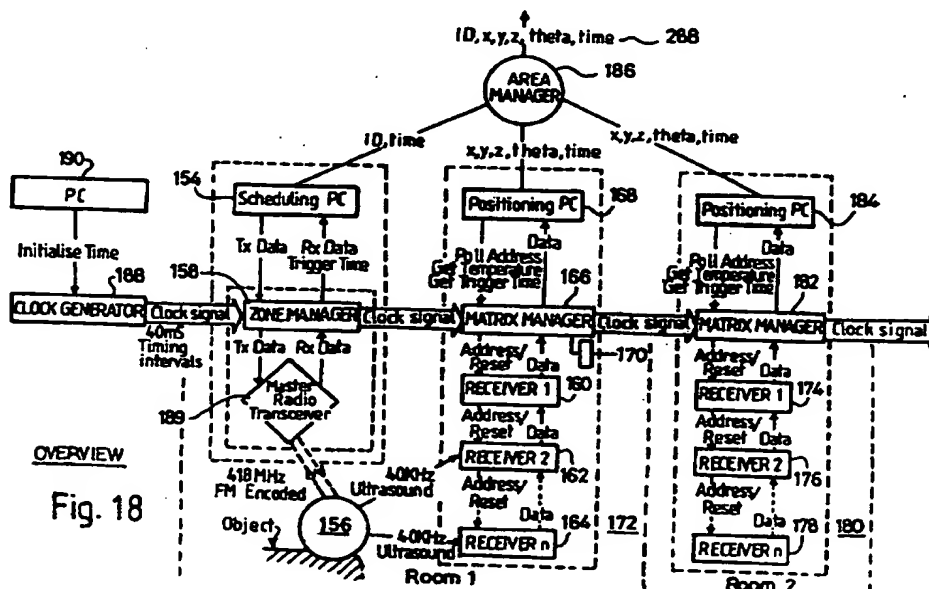 ID, x, y, z, theta, time 268
AREA MANAGER 186
ID, time
x, y, z, theta, time
x, y, z, theta, time
190
PC
154
Scheduling PC
Positioning PC 168
Positioning PC 184
Initialise Time
Tx Data
Rx Data
Trigger Time
Poll Address
Get Temperature
Get Trigger Time
Data
Poll Address
Get Temperature
Get Trigger Time
Data
188
158
166
182
CLOCK GENERATOR
Clock signal
ZONE MANAGER
Clock signal
MATRIX MANAGER
Clock signal
MATRIX MANAGER
Clock signal
40mS
Timing
intervals
Tx Data
Rx Data
170
Address/
Reset
Data
Address/
Reset
Data
189
Master
Radio
Transceiver
RECEIVER 1 160
RECEIVER 1 174
Address/
Reset
Data
Address/
Reset
Data
OVERVIEW
RECEIVER 2 162
RECEIVER 2 176
418 MHz
FM Encoded
40KHz
Ultrasound
Address/
Reset
Data
Address/
Reset
Data
Fig. 18
Object
156
40KHz
Ultrasound
RECEIVER n 164
172
RECEIVER n 178
180
Room 1
Room 2